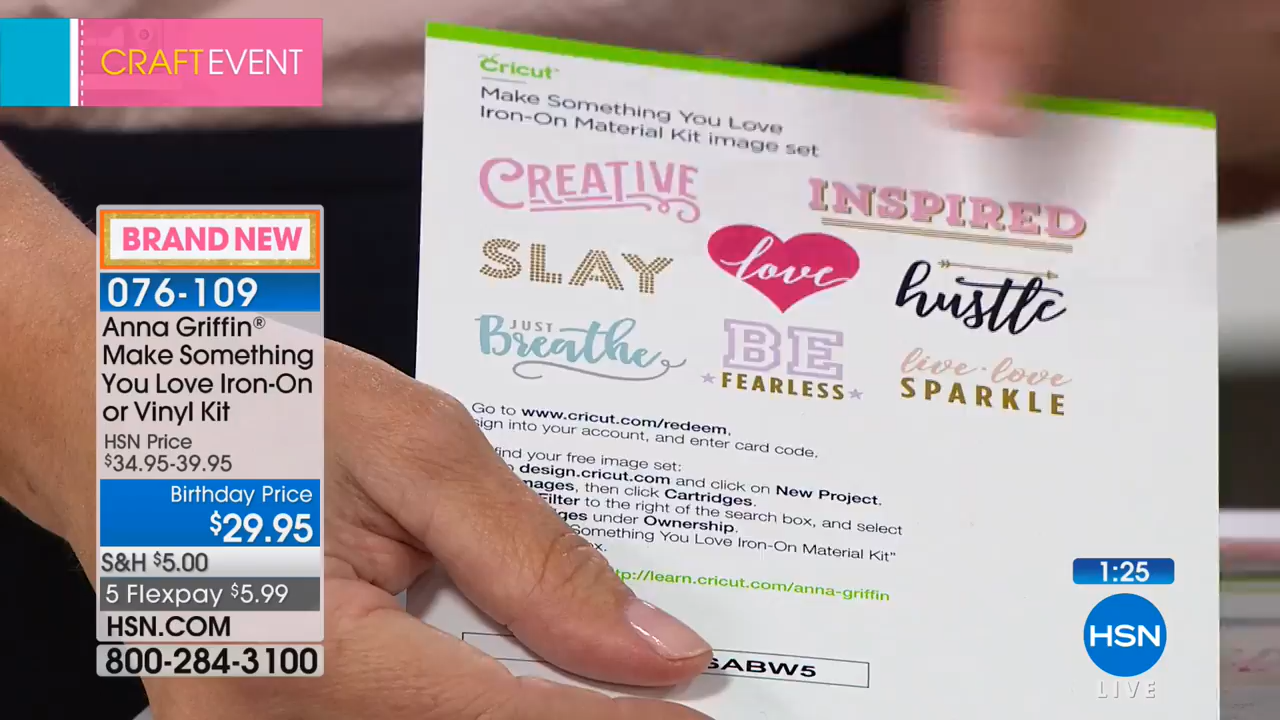 CRAFT EVENT
BRAND NEW
076-109
Anna Griffin®
Make Something
You Love Iron-On
or Vinyl Kit
HSN Price
$34.95-39.95
Birthday Price
$29.95
S&H $5.00
5 Flexpay $5.99
HSN.COM
800-284-3100
Cricut
Make Something You Love
Iron-On Material Kit image set
CREATIVE
INSPIRED
SLAY
love
hustle
JUST
Breathe
BE
FEARLESS
live·love
SPARKLE
Go to www.cricut.com/redeem,
sign into your account, and enter card code.
find your free image set:
design.cricut.com and click on New Project.
then click Cartridges.
Filter to the right of the search box, and select
under Ownership.
Something You Love Iron-On Material Kit"
learn.cricut.com/anna-griffin
SABW5
1:25
HSN
LIVE